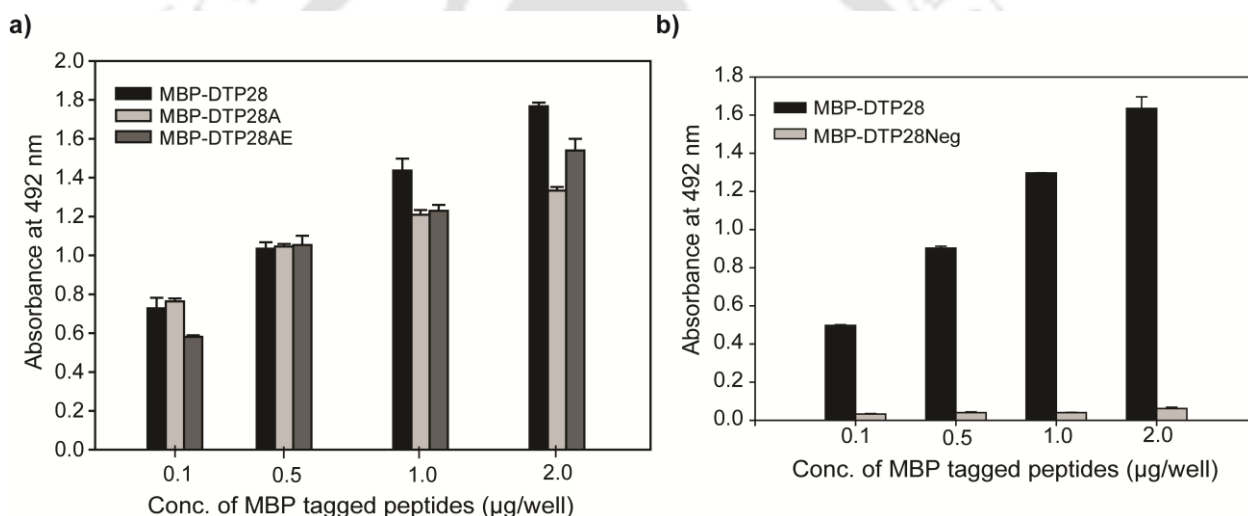 a)
2.0
1.8
1.6
1.4
1.2
1.0
0.8
0.6
0.4
0.2
0.0
Absorbance at 492 nm
MBP-DTP28
MBP-DTP28A
MBP-DTP28AE
0.1 0.5 1.0 2.0
Conc. of MBP tagged peptides (µg/well)
b)
1.8
1.6
1.4
1.2
1.0
0.8
0.6
0.4
0.2
0.0
Absorbance at 492 nm
MBP-DTP28
MBP-DTP28Neg
0.1 0.5 1.0 2.0
Conc. of MBP tagged peptides (µg/well)